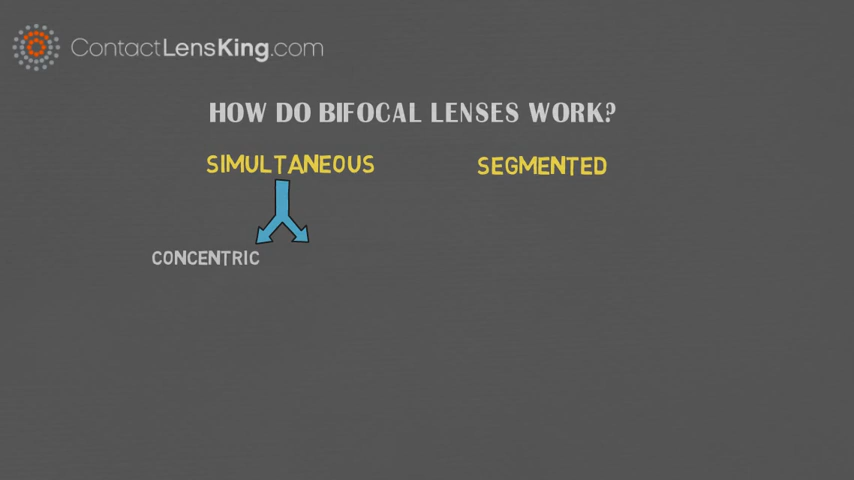 ContactLensKing.com
HOW DO BIFOCAL LENSES WORK?
SIMULTANEOUS SEGMENTED
CONCENTRIC